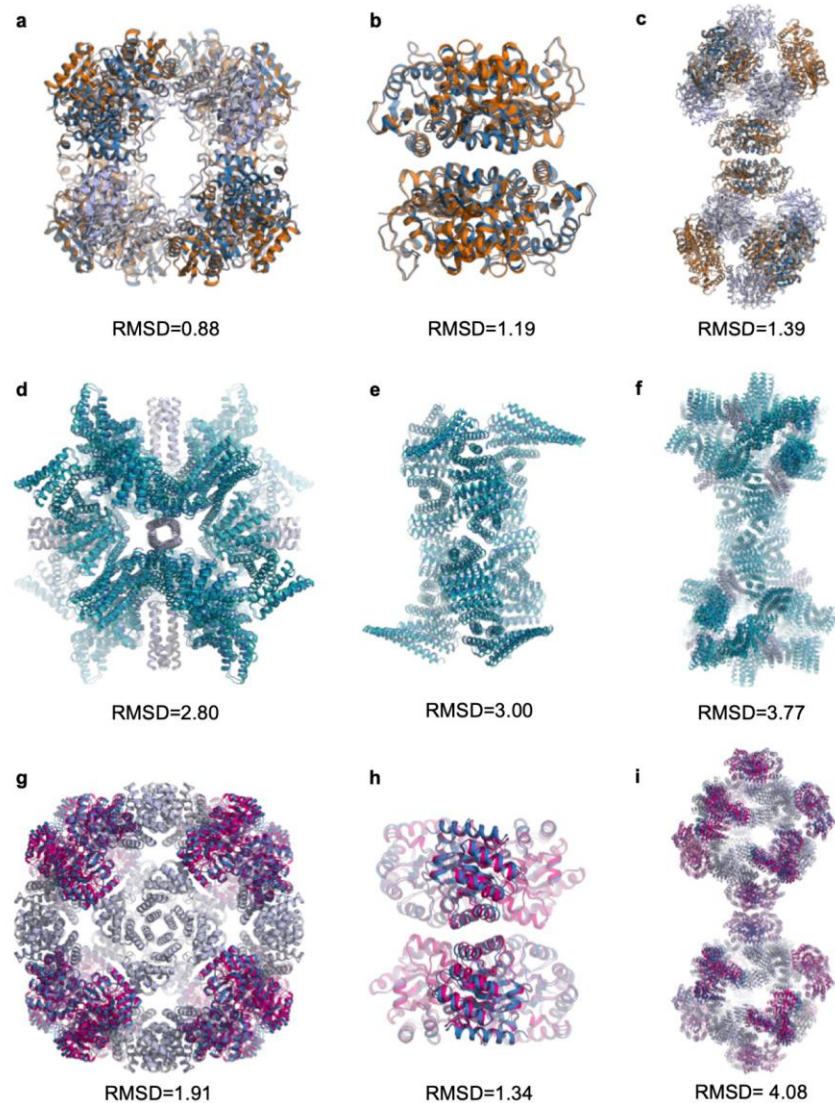 a
b
c
RMSD=0.88
RMSD=1.19
RMSD=1.39
d
e
f
RMSD=2.80
RMSD=3.00
RMSD=3.77
g
h
i
RMSD=1.91
RMSD=1.34
RMSD= 4.08